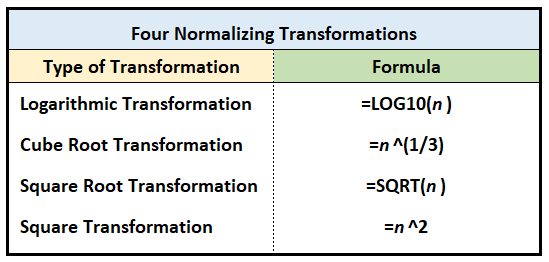 Four Normalizing Transformations
Type of Transformation Formula
Logarithmic Transformation =LOG10(n )
Cube Root Transformation =n ^(1/3)
Square Root Transformation =SQRT(n )
Square Transformation =n ^2